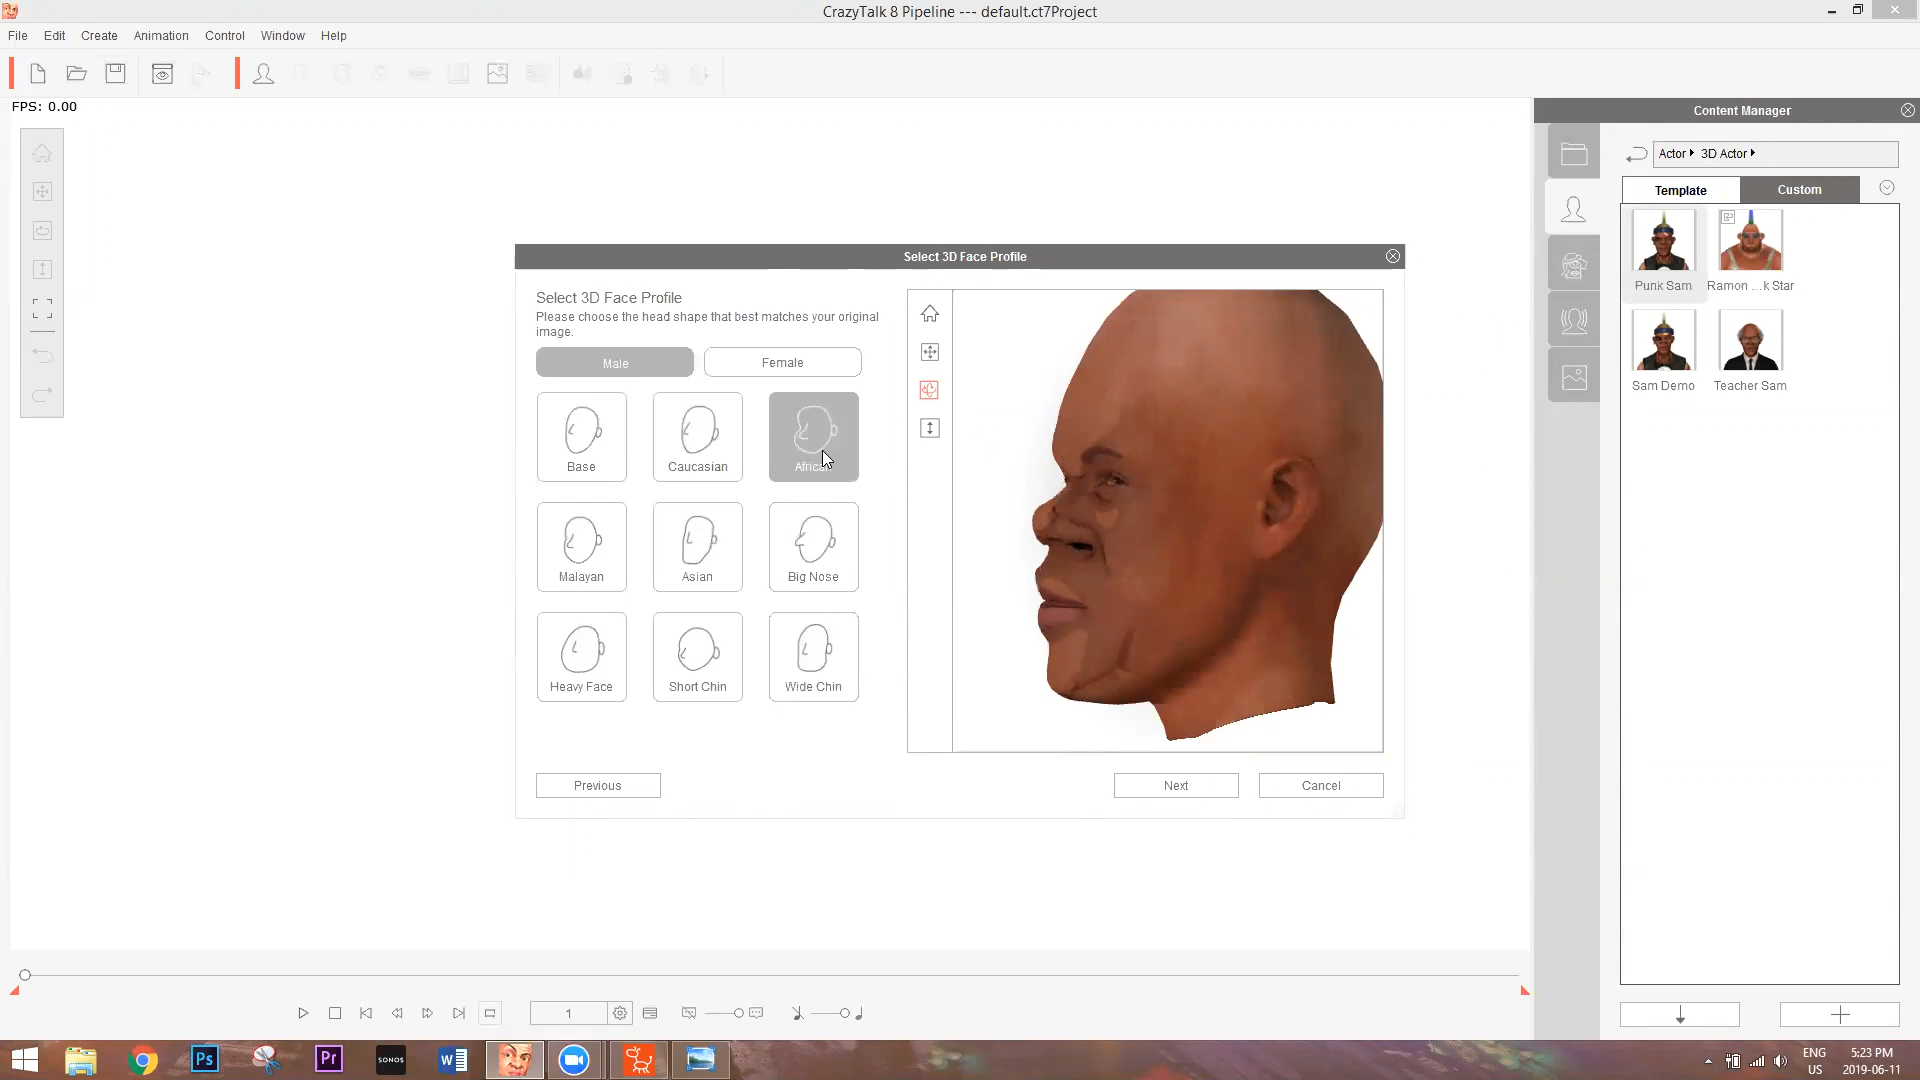 CrazyTalk 8 Pipeline --- default.ct7Project
File Edit Create Animation Control Window Help
FPS: 0.00
Content Manager
Actor 3D Actor
Template Custom
Punk Sam Ramon ...k Star
Sam Demo Teacher Sam
Select 3D Face Profile
Select 3D Face Profile
Please choose the head shape that best matches your original
image.
Male Female
Base Caucasian
Malayan Asian Big Nose
Heavy Face Short Chin Wide Chin
Previous Next Cancel
1
Ps Pr SONOS W
ENG 5:23 PM
US 2019-06-11